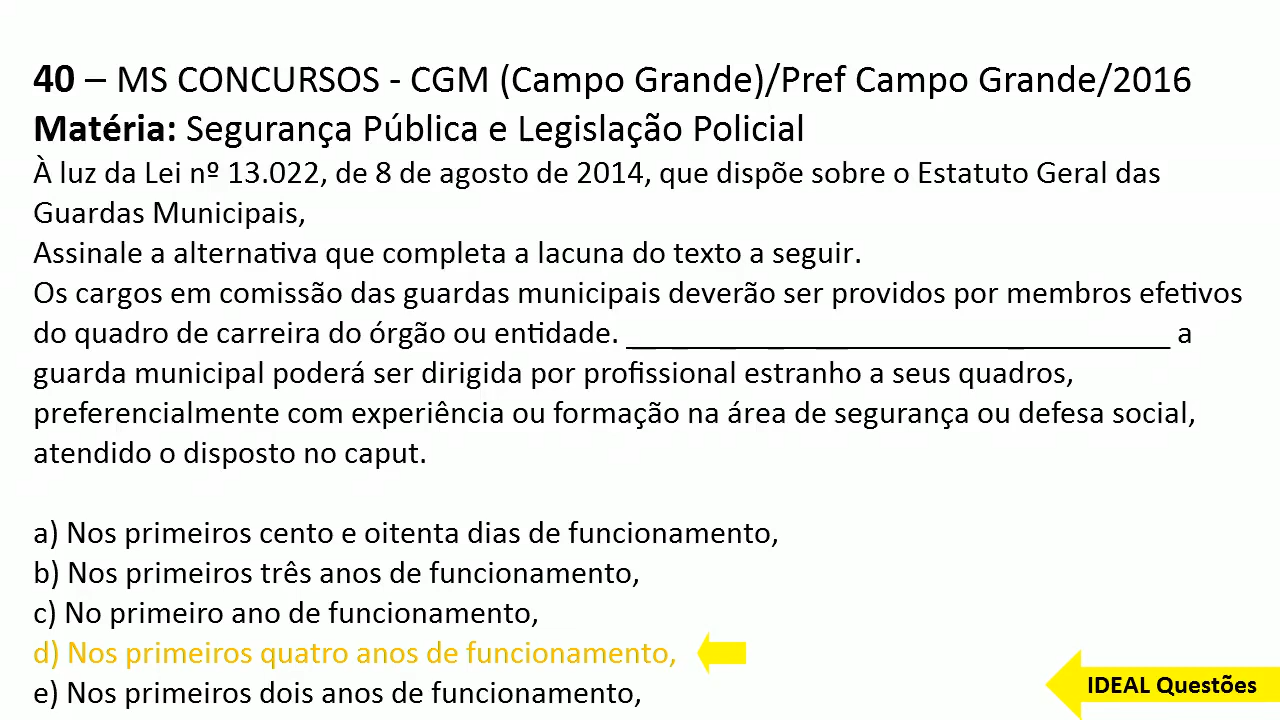 40 – MS CONCURSOS - CGM (Campo Grande)/Pref Campo Grande/2016
Matéria: Segurança Pública e Legislação Policial
À luz da Lei nº 13.022, de 8 de agosto de 2014, que dispõe sobre o Estatuto Geral das
Guardas Municipais,
Assinale a alternativa que completa a lacuna do texto a seguir.
Os cargos em comissão das guardas municipais deverão ser providos por membros efetivos
do quadro de carreira do órgão ou entidade. __________________________________ a
guarda municipal poderá ser dirigida por profissional estranho a seus quadros,
preferencialmente com experiência ou formação na área de segurança ou defesa social,
atendido o disposto no caput.
a) Nos primeiros cento e oitenta dias de funcionamento,
b) Nos primeiros três anos de funcionamento,
c) No primeiro ano de funcionamento,
d) Nos primeiros quatro anos de funcionamento,
e) Nos primeiros dois anos de funcionamento,
IDEAL Questões